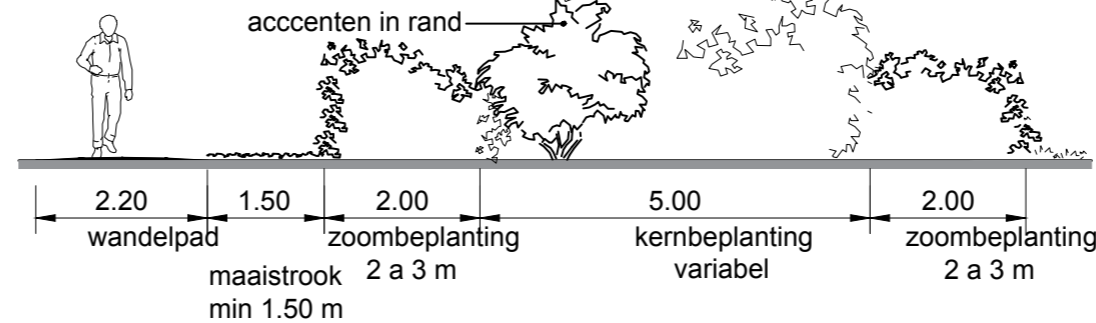 acccenten in rand
2.20
1.50
2.00
5.00
2.00
wandelpad
zoombeplanting
kernbeplanting
zoombeplanting
maaistrook
2 a 3 m
variabel
2 a 3 m
min 1.50 m